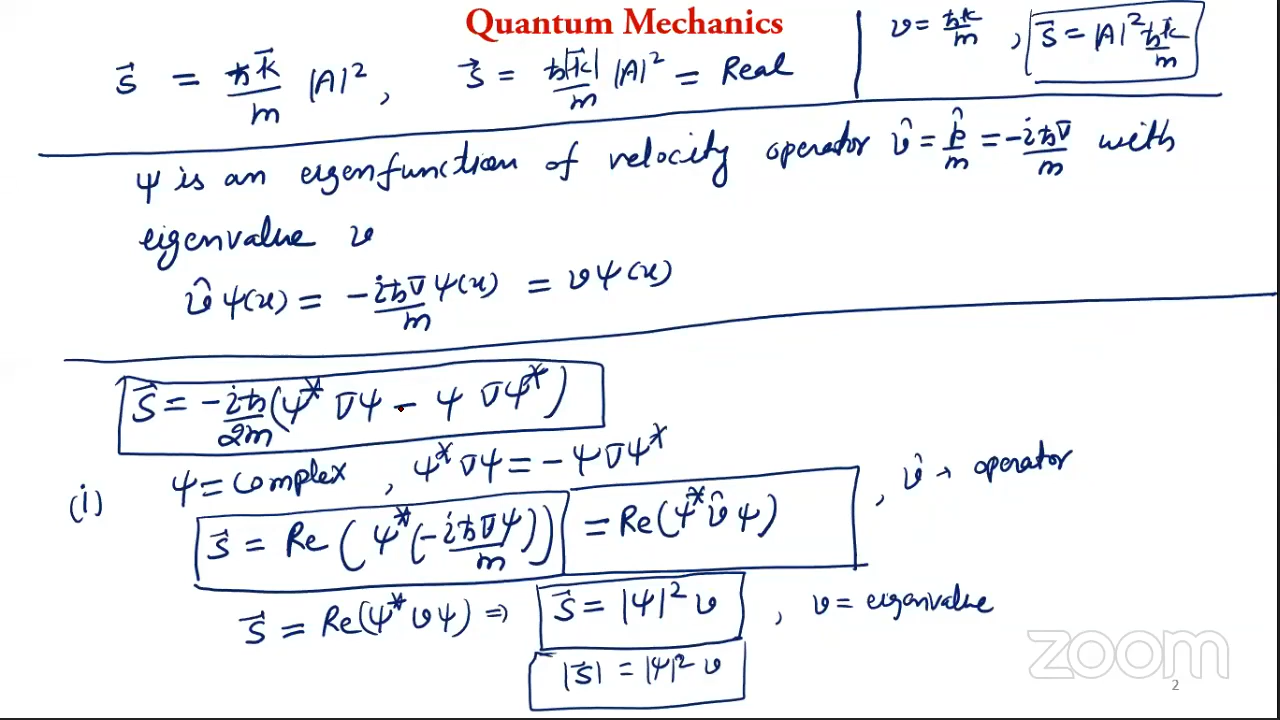 Quantum Mechanics
S⃗ = ħk⃗/m |A|², S⃗ = ħ|k⃗|/m |A|² = Real
v = ħk/m , S⃗ = |A|² ħk⃗/m
ψ is an eigenfunction of velocity operator v̂ = p̂/m = -iħ∇/m with
eigenvalue v
v̂ ψ(x) = -iħ∇/m ψ(x) = v ψ(x)
S⃗ = -iħ/2m (ψ* ∇ψ - ψ ∇ψ*)
(i) ψ = complex , ψ* ∇ψ = - ψ∇ψ*
S⃗ = Re (ψ* (-iħ∇ψ/m)) = Re(ψ* v̂ ψ) , v̂ → operator
S⃗ = Re(ψ* v ψ) ⇒ S⃗ = |ψ|² v , v = eigenvalue
|S⃗| = |ψ|² v
zoom
2